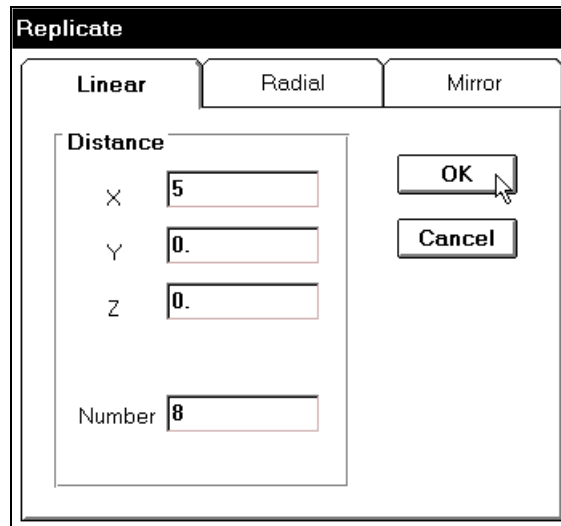 Replicate
Linear Radial Mirror
Distance
X 5
Y 0.
Z 0.
Number 8
OK
Cancel